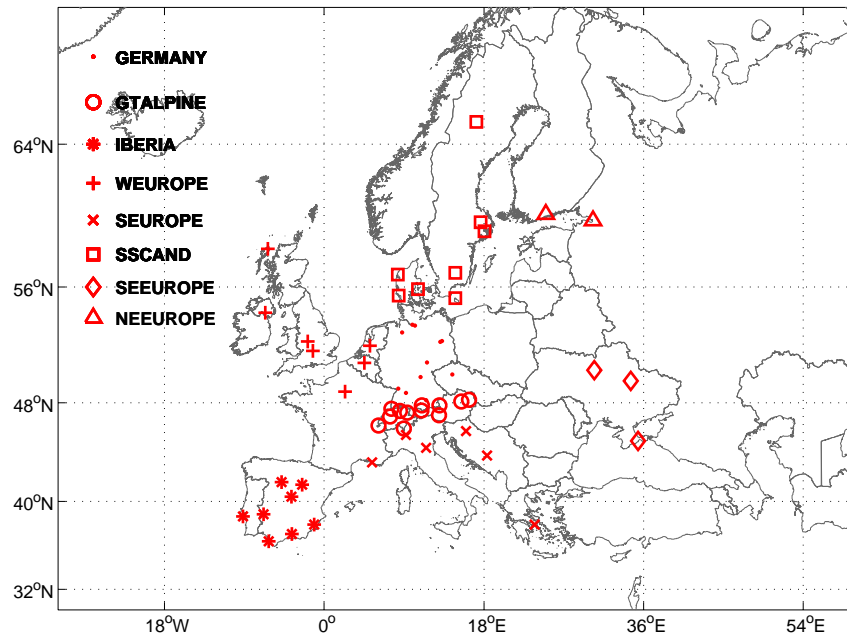 GERMANY
GTALPINE
IBERIA
WEUROPE
SEUROPE
SSCAND
SEEUROPE
NEEUROPE
64°N
56°N
48°N
40°N
32°N
18°W 0° 18°E 36°E 54°E